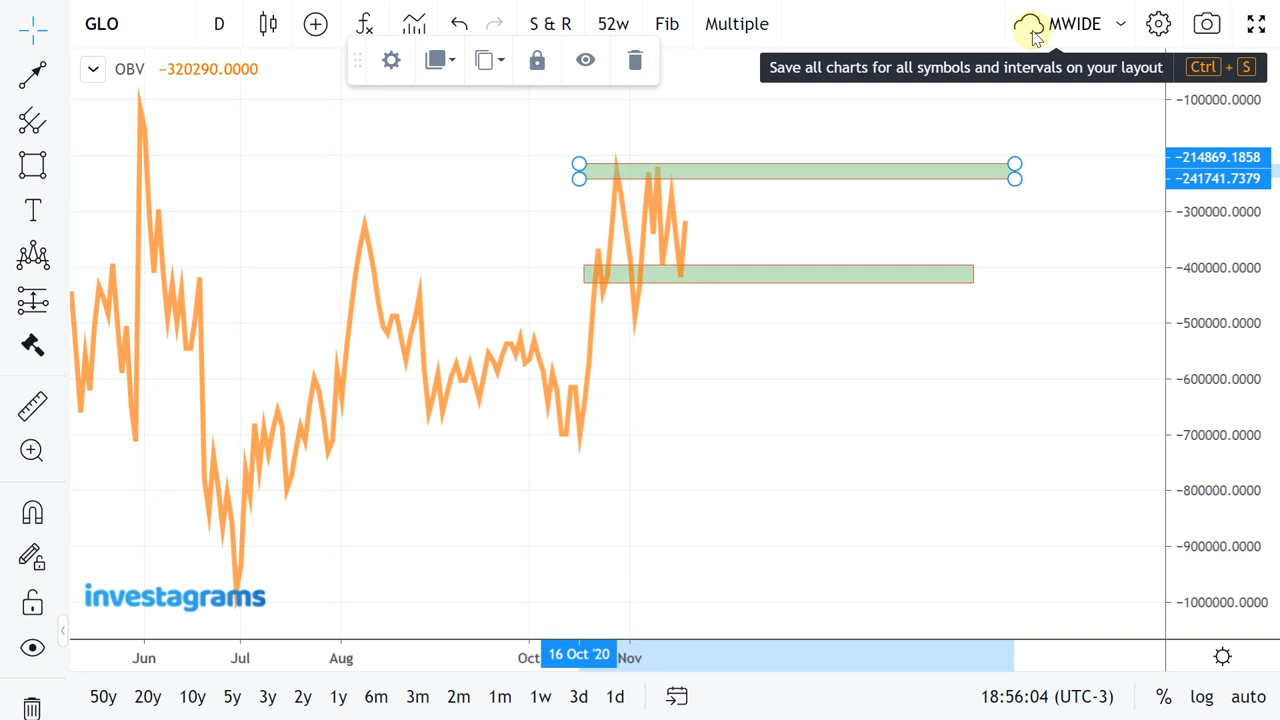 GLO D S & R 52w Fib Multiple MWIDE
OBV −320290.0000
Save all charts for all symbols and intervals on your layout Ctrl + S
−100000.0000
−214869.1858
−241741.7379
−300000.0000
−400000.0000
−500000.0000
−600000.0000
−700000.0000
−800000.0000
−900000.0000
−1000000.0000
investagrams
Jun Jul Aug Oct 16 Oct '20 Nov
50y 20y 10y 5y 3y 2y 1y 6m 3m 2m 1m 1w 3d 1d 18:56:04 (UTC-3) % log auto